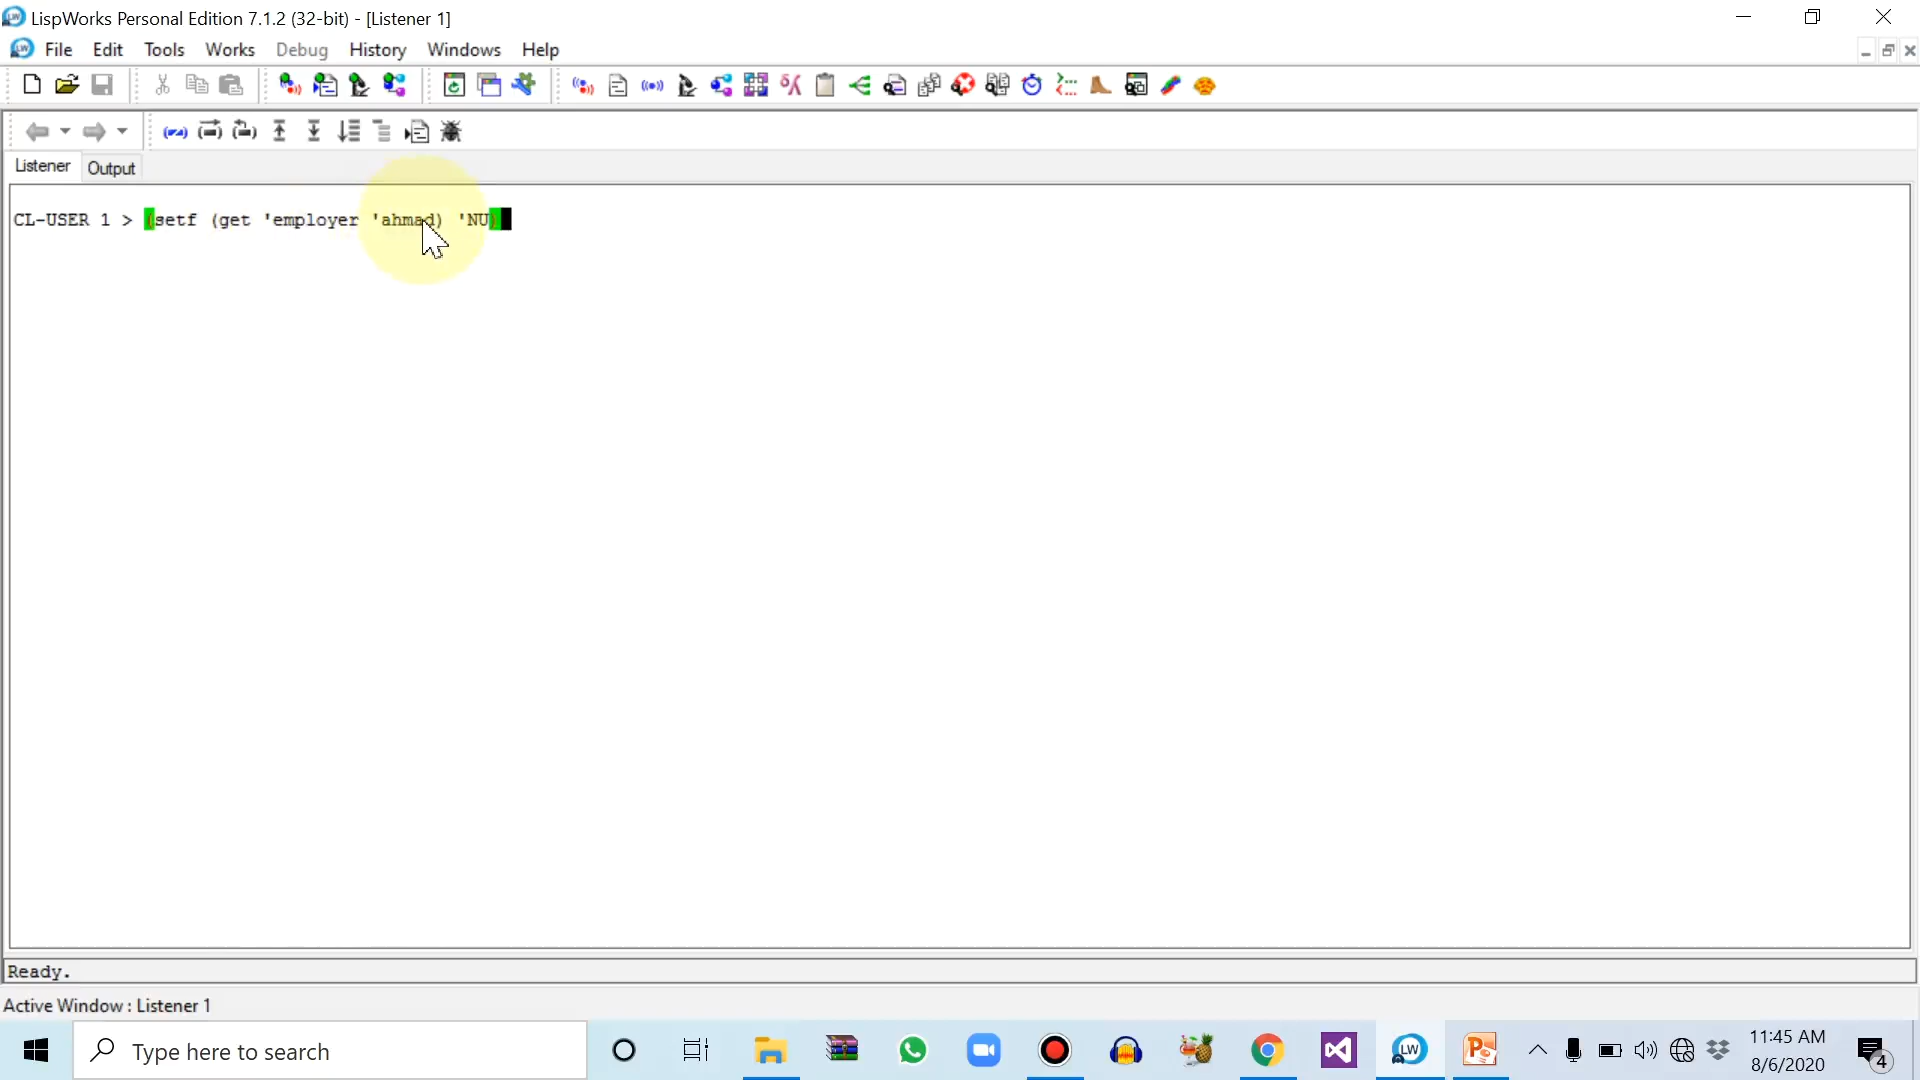 LispWorks Personal Edition 7.1.2 (32-bit) - [Listener 1]
File Edit Tools Works Debug History Windows Help
Listener Output
CL-USER 1 > (setf (get 'employer 'ahmad) 'NU)
Ready.
Active Window : Listener 1
Type here to search
11:45 AM
8/6/2020
4